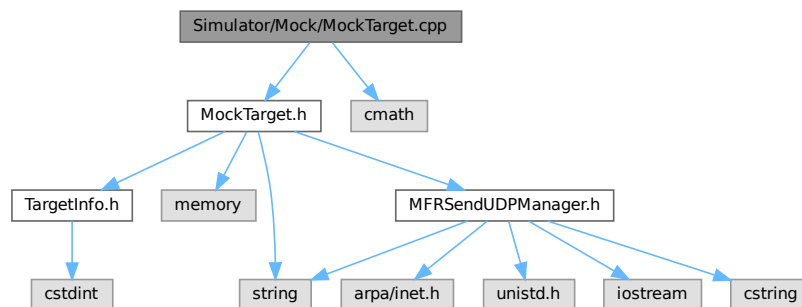 Simulator/Mock/MockTarget.cpp
MockTarget.h
cmath
TargetInfo.h
memory
MFRSendUDPManager.h
cstdint
string
arpa/inet.h
unistd.h
iostream
cstring